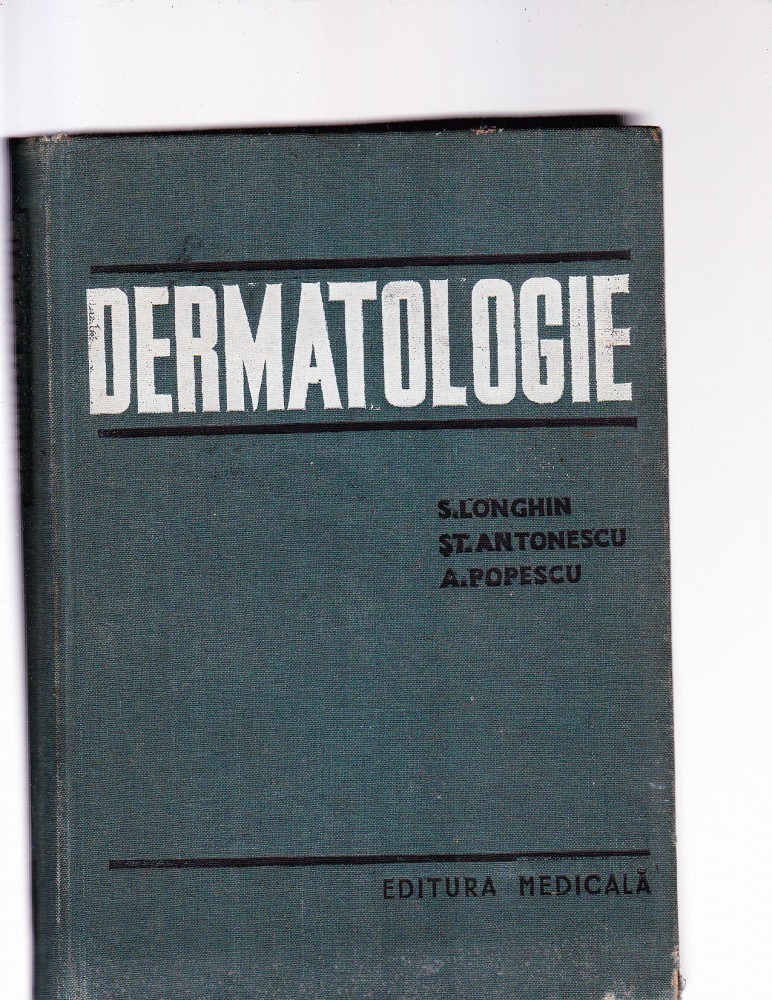 DERMATOLOGIE
S.LONGHIN
ŞT.ANTONESCU
A.POPESCU
EDITURA MEDICALĂ